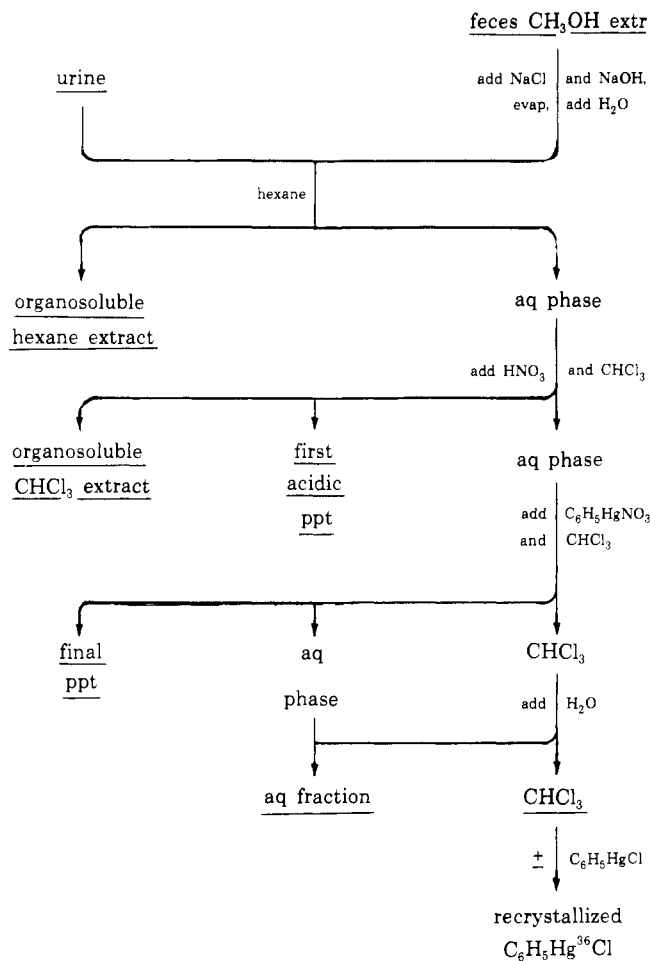 feces CH₃OH extr
urine
add NaCl and NaOH,
evap, add H₂O
hexane
organosoluble
hexane extract
aq phase
add HNO₃ and CHCl₃
organosoluble
CHCl₃ extract
first
acidic
ppt
aq phase
add C₆H₅HgNO₃
and CHCl₃
final
ppt
aq
phase
CHCl₃
add H₂O
aq fraction
CHCl₃
± C₆H₅HgCl
recrystallized
C₆H₅Hg³⁶Cl